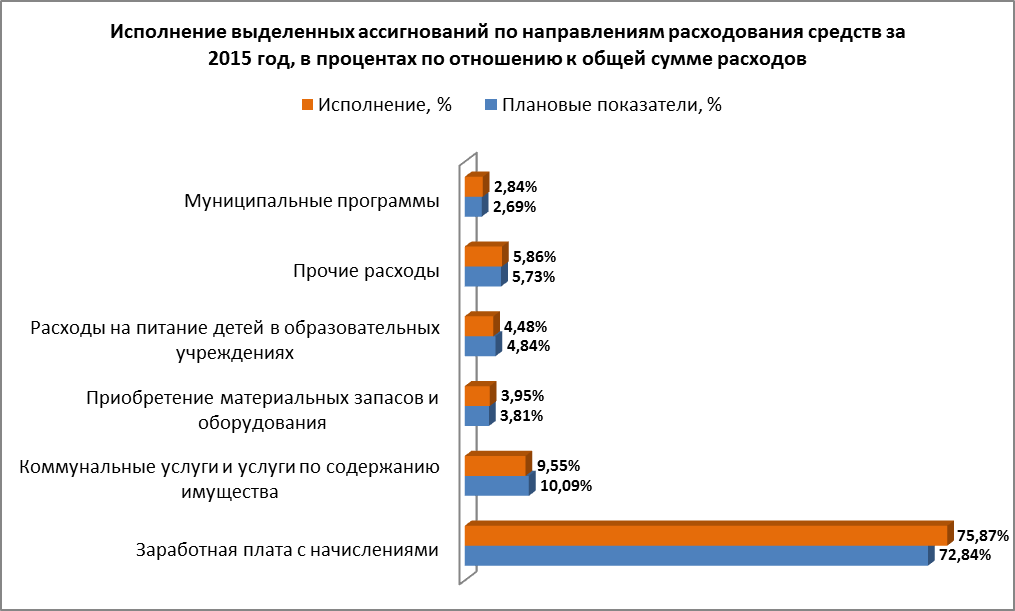 Исполнение выделенных ассигнований по направлениям расходования средств за
2015 год, в процентах по отношению к общей сумме расходов
Исполнение, %
Плановые показатели, %
Муниципальные программы
2,84%
2,69%
Прочие расходы
5,86%
5,73%
Расходы на питание детей в образовательных
учреждениях
4,48%
4,84%
Приобретение материальных запасов и
оборудования
3,95%
3,81%
Коммунальные услуги и услуги по содержанию
имущества
9,55%
10,09%
Заработная плата с начислениями
75,87%
72,84%